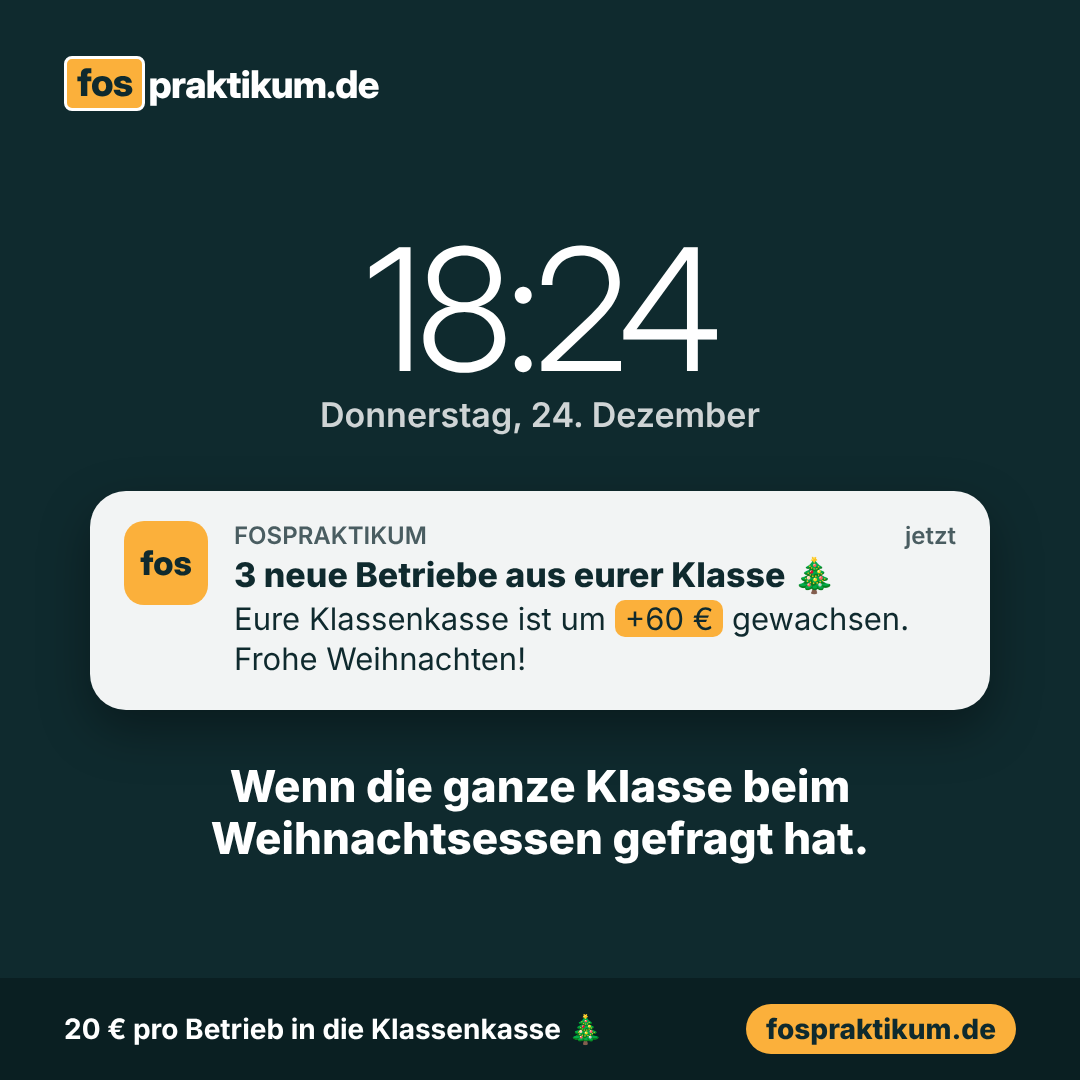 fospraktikum.de
18:24
Donnerstag, 24. Dezember
fos
FOSPRAKTIKUM jetzt
3 neue Betriebe aus eurer Klasse 🎄
Eure Klassenkasse ist um +60 € gewachsen.
Frohe Weihnachten!
Wenn die ganze Klasse beim
Weihnachtsessen gefragt hat.
20 € pro Betrieb in die Klassenkasse 🎄
fospraktikum.de